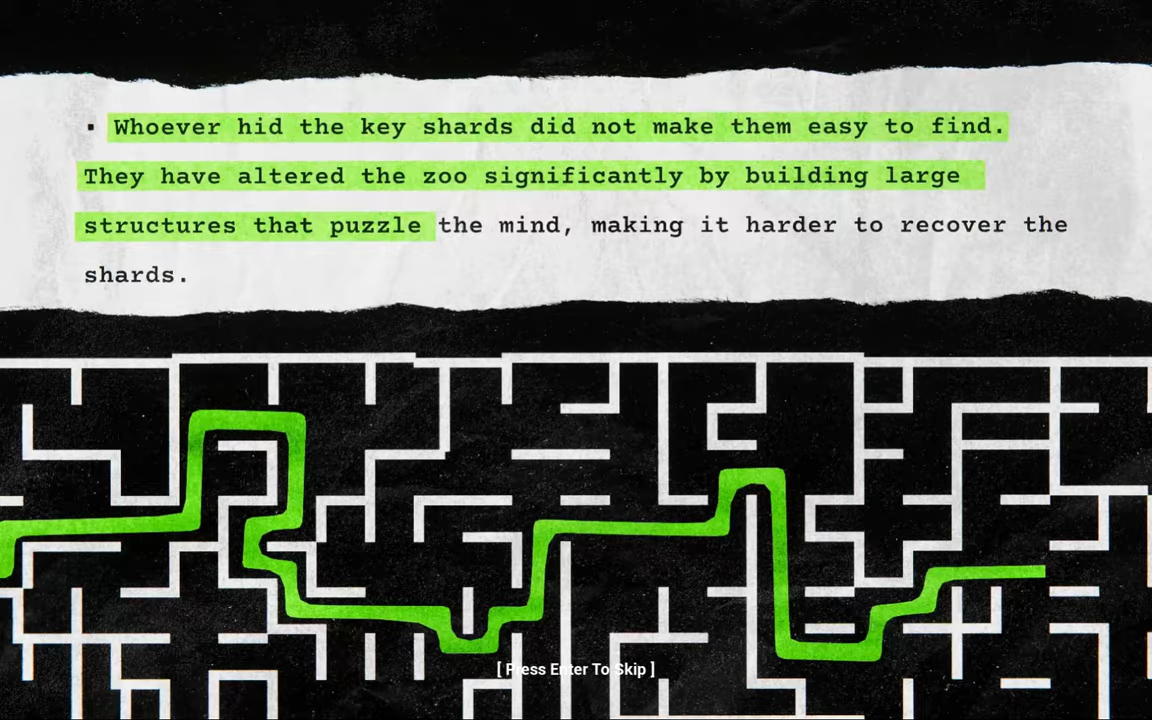 ▪ Whoever hid the key shards did not make them easy to find.
They have altered the zoo significantly by building large
structures that puzzle the mind, making it harder to recover the
shards.
[ Press Enter To Skip ]